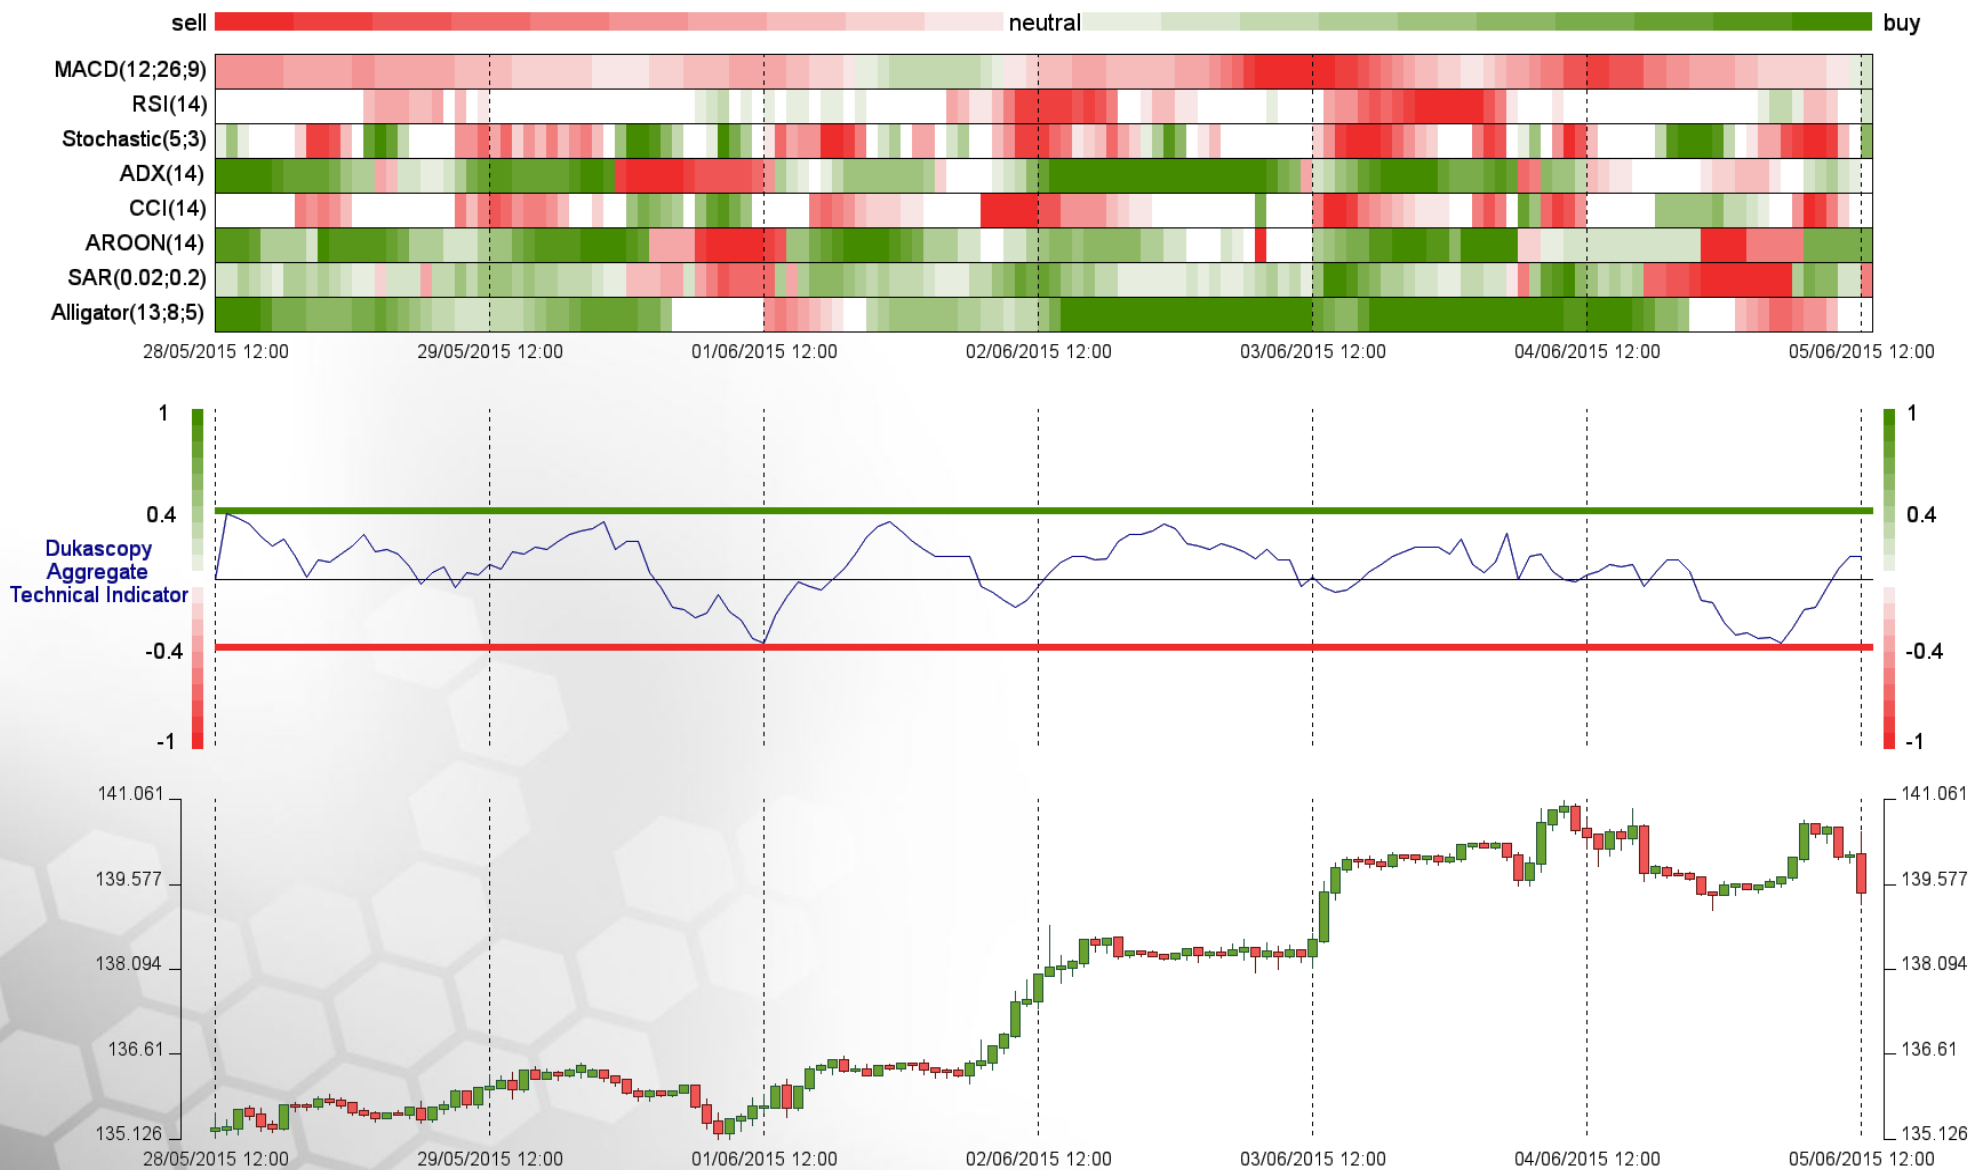 sell neutral buy
MACD(12;26;9)
RSI(14)
Stochastic(5;3)
ADX(14)
CCI(14)
AROON(14)
SAR(0.02;0.2)
Alligator(13;8;5)
28/05/2015 12:00 29/05/2015 12:00 01/06/2015 12:00 02/06/2015 12:00 03/06/2015 12:00 04/06/2015 12:00 05/06/2015 12:00
1 1
0.4 0.4
Dukascopy
Aggregate
Technical Indicator
-0.4 -0.4
-1 -1
141.061 141.061
139.577 139.577
138.094 138.094
136.61 136.61
135.126 135.126
28/05/2015 12:00 29/05/2015 12:00 01/06/2015 12:00 02/06/2015 12:00 03/06/2015 12:00 04/06/2015 12:00 05/06/2015 12:00